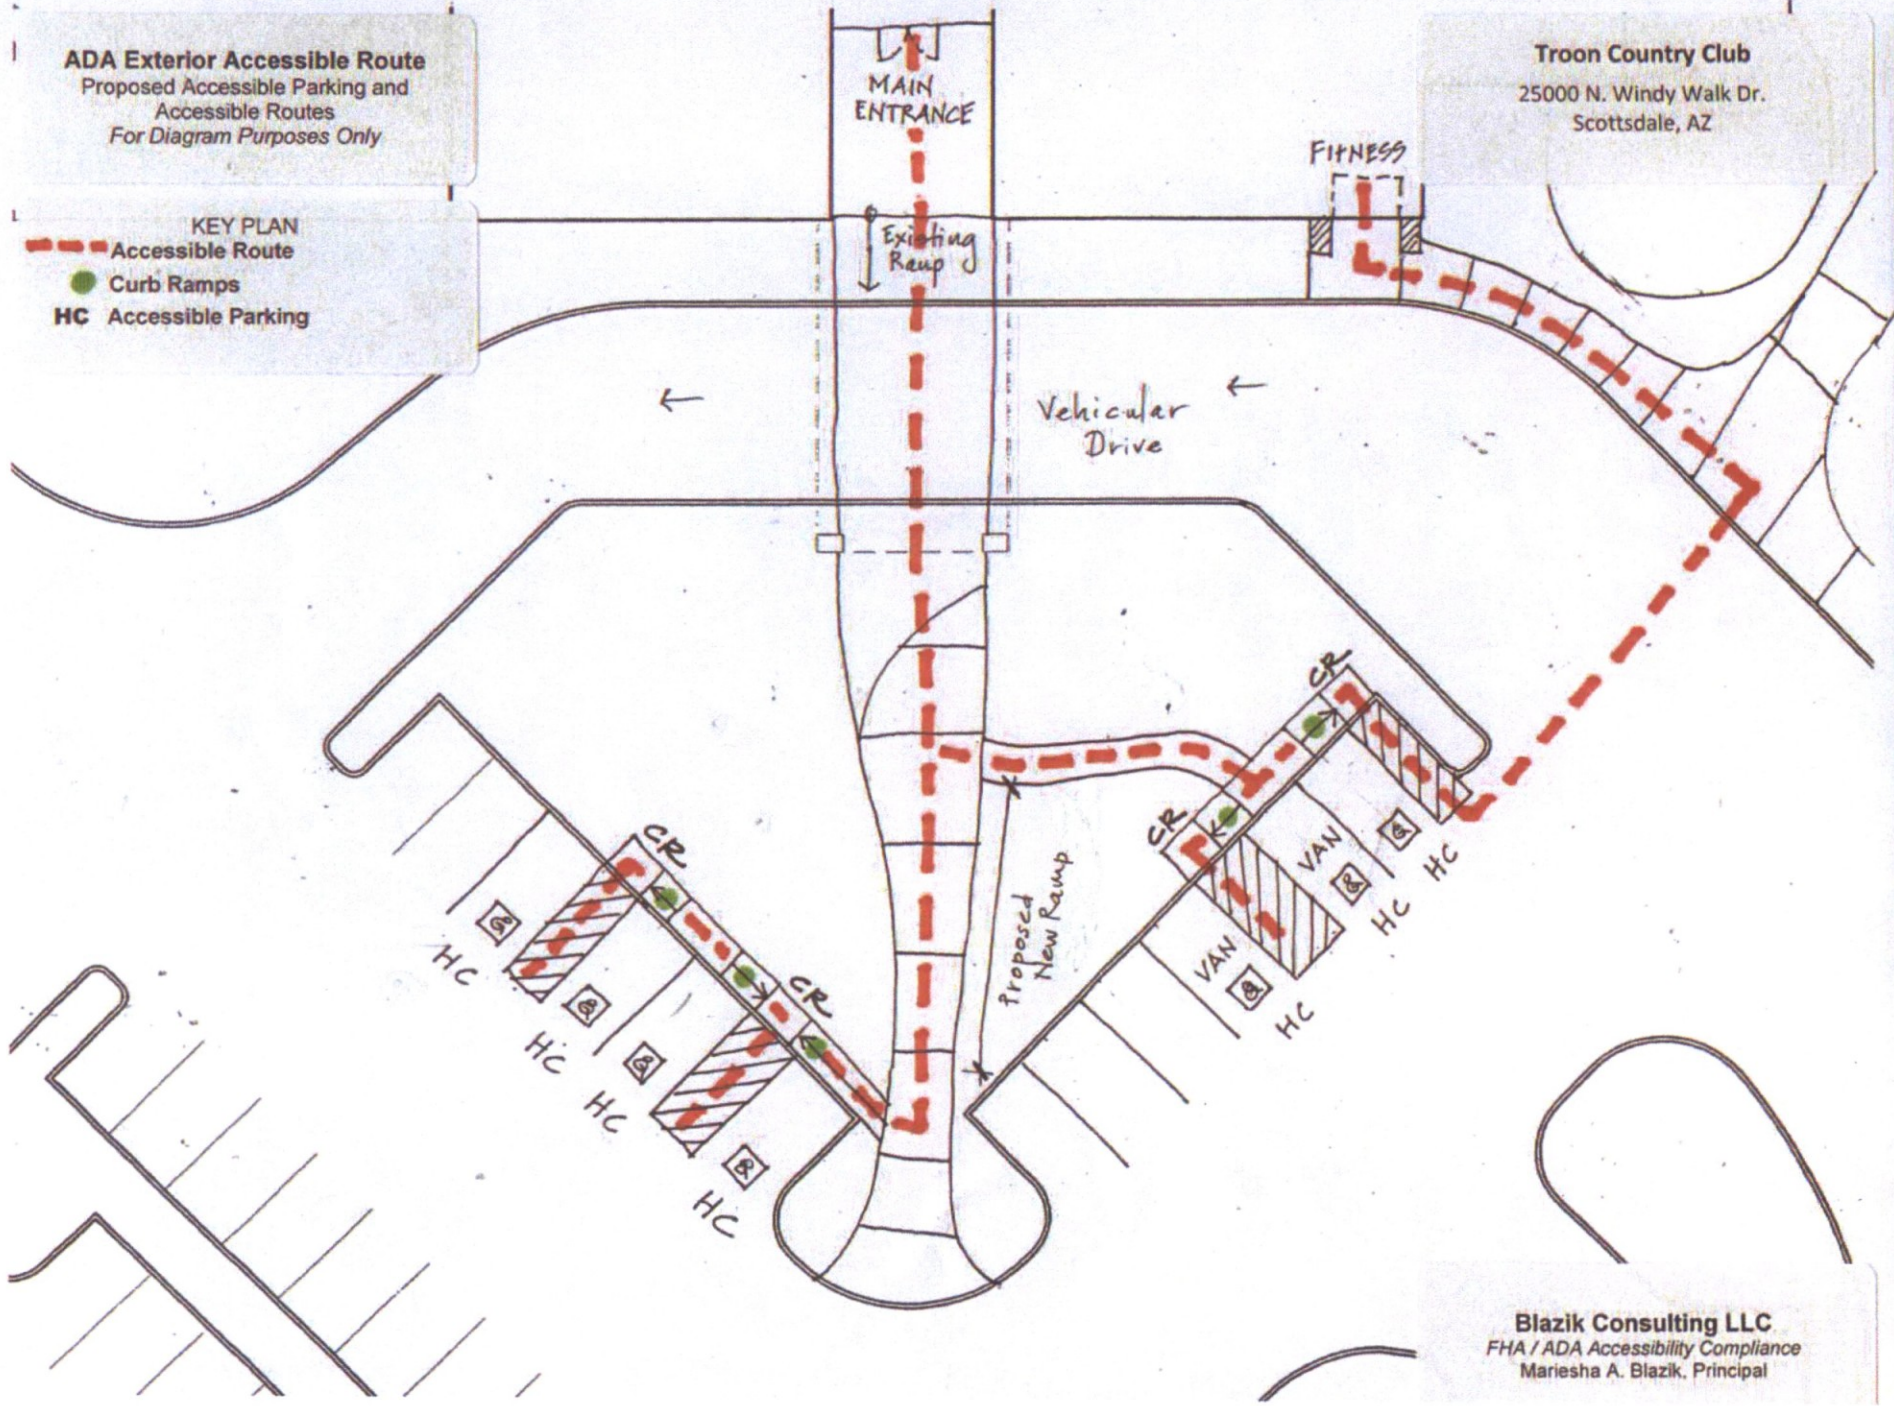 ADA Exterior Accessible Route
Proposed Accessible Parking and
Accessible Routes
For Diagram Purposes Only
Troon Country Club
25000 N. Windy Walk Dr.
Scottsdale, AZ
KEY PLAN
Accessible Route
Curb Ramps
HC Accessible Parking
MAIN
ENTRANCE
FITNESS
Existing
Ramp
Vehicular
Drive
CR
CR
CR
CR
Proposed
New Ramp
VAN
VAN
HC
HC
HC
HC
HC
HC
HC
Blazik Consulting LLC
FHA / ADA Accessibility Compliance
Mariesha A. Blazik, Principal